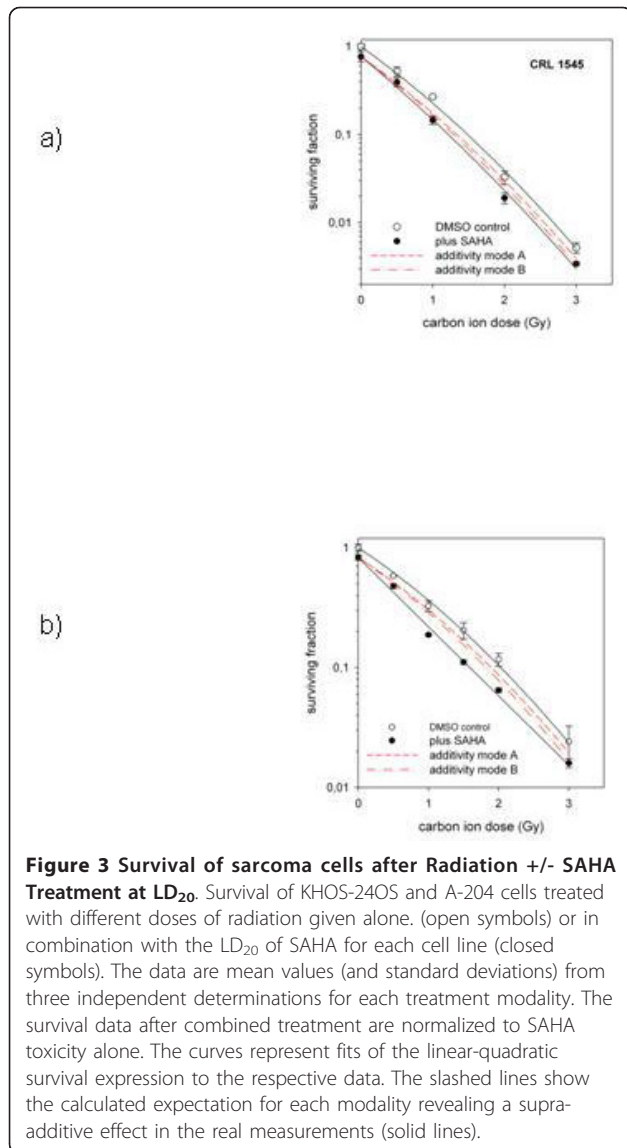 a)
1
0,1
0,01
surviving faction
CRL 1545
DMSO control
plus SAHA
additivity mode A
additivity mode B
0 1 2 3
carbon ion dose (Gy)
b)
1
0,1
0,01
surviving fraction
DMSO control
plus SAHA
additivity mode A
additivity mode B
0 1 2 3
carbon ion dose (Gy)
Figure 3 Survival of sarcoma cells after Radiation +/- SAHA
Treatment at LD20. Survival of KHOS-24OS and A-204 cells treated
with different doses of radiation given alone. (open symbols) or in
combination with the LD20 of SAHA for each cell line (closed
symbols). The data are mean values (and standard deviations) from
three independent determinations for each treatment modality. The
survival data after combined treatment are normalized to SAHA
toxicity alone. The curves represent fits of the linear-quadratic
survival expression to the respective data. The slashed lines show
the calculated expectation for each modality revealing a supra-
additive effect in the real measurements (solid lines).